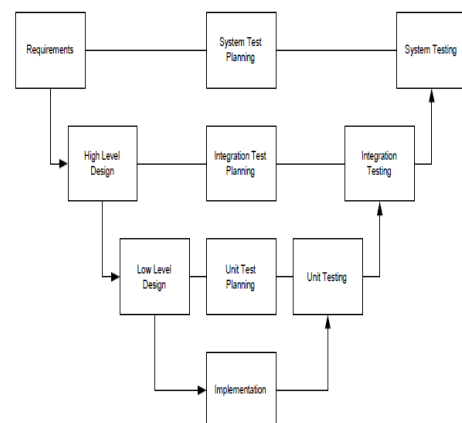 Requirements
System Test
Planning
System Testing
High Level
Design
Integration Test
Planning
Integration
Testing
Low Level
Design
Unit Test
Planning
Unit Testing
Implementation